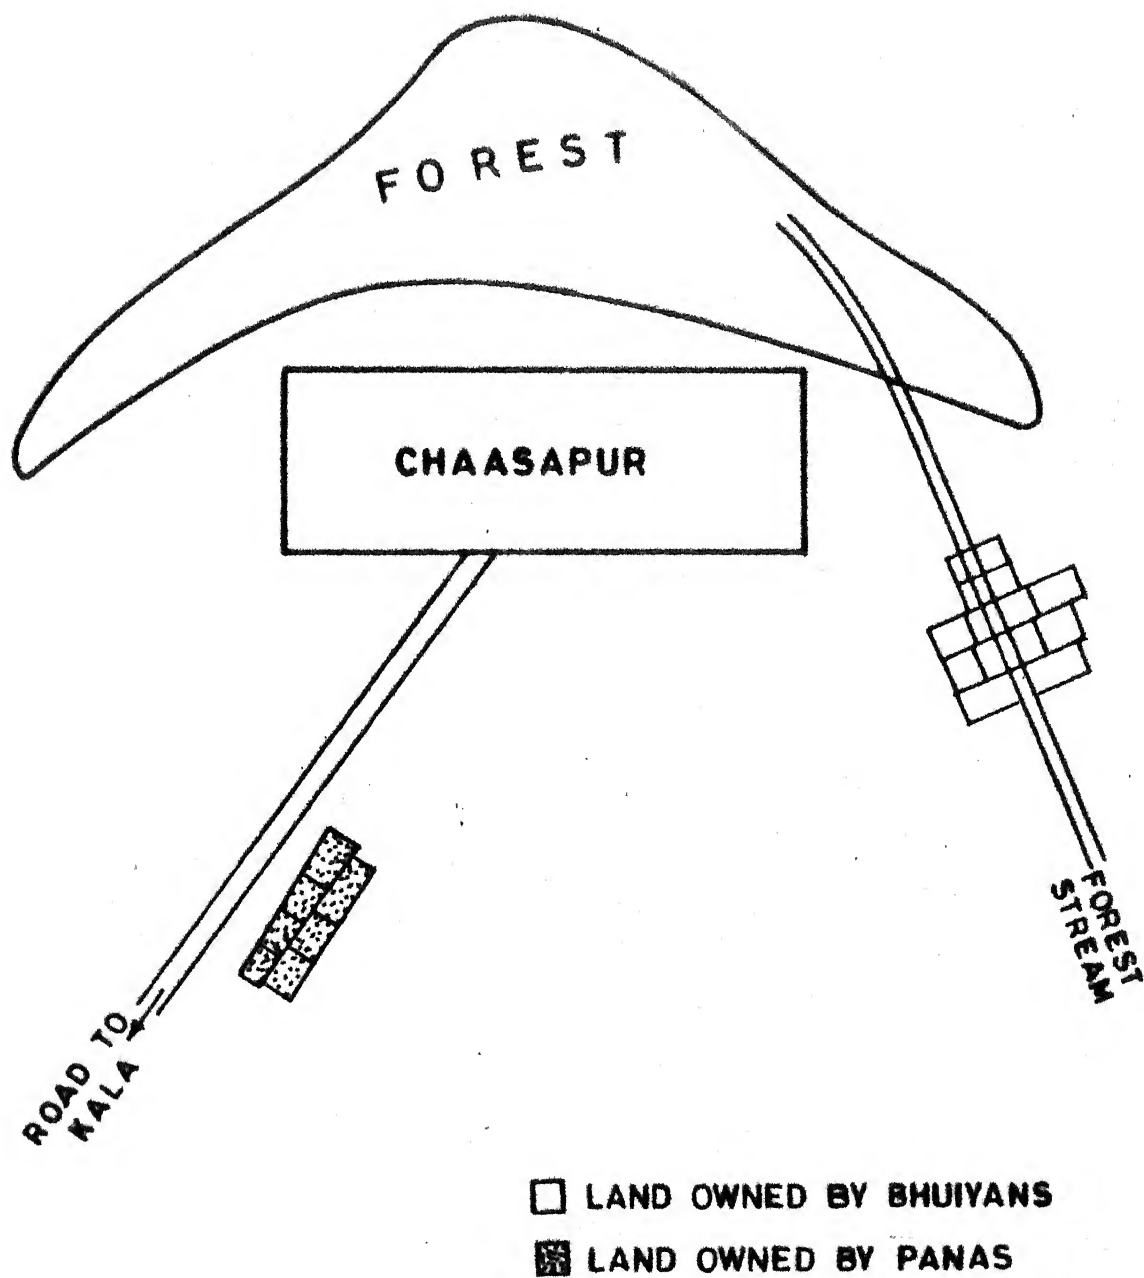 FOREST
CHAASAPUR
FOREST
STREAM
ROAD TO
KALA
LAND OWNED BY BHUIYANS
LAND OWNED BY PANAS